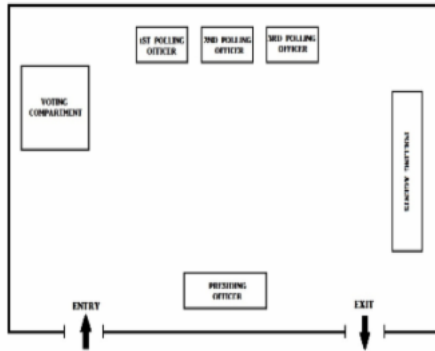 1ST POLLING
OFFICER
2ND POLLING
OFFICER
3RD POLLING
OFFICER
VOTING
COMPARTMENT
POLLING AGENTS
PRESIDING
OFFICER
ENTRY
EXIT